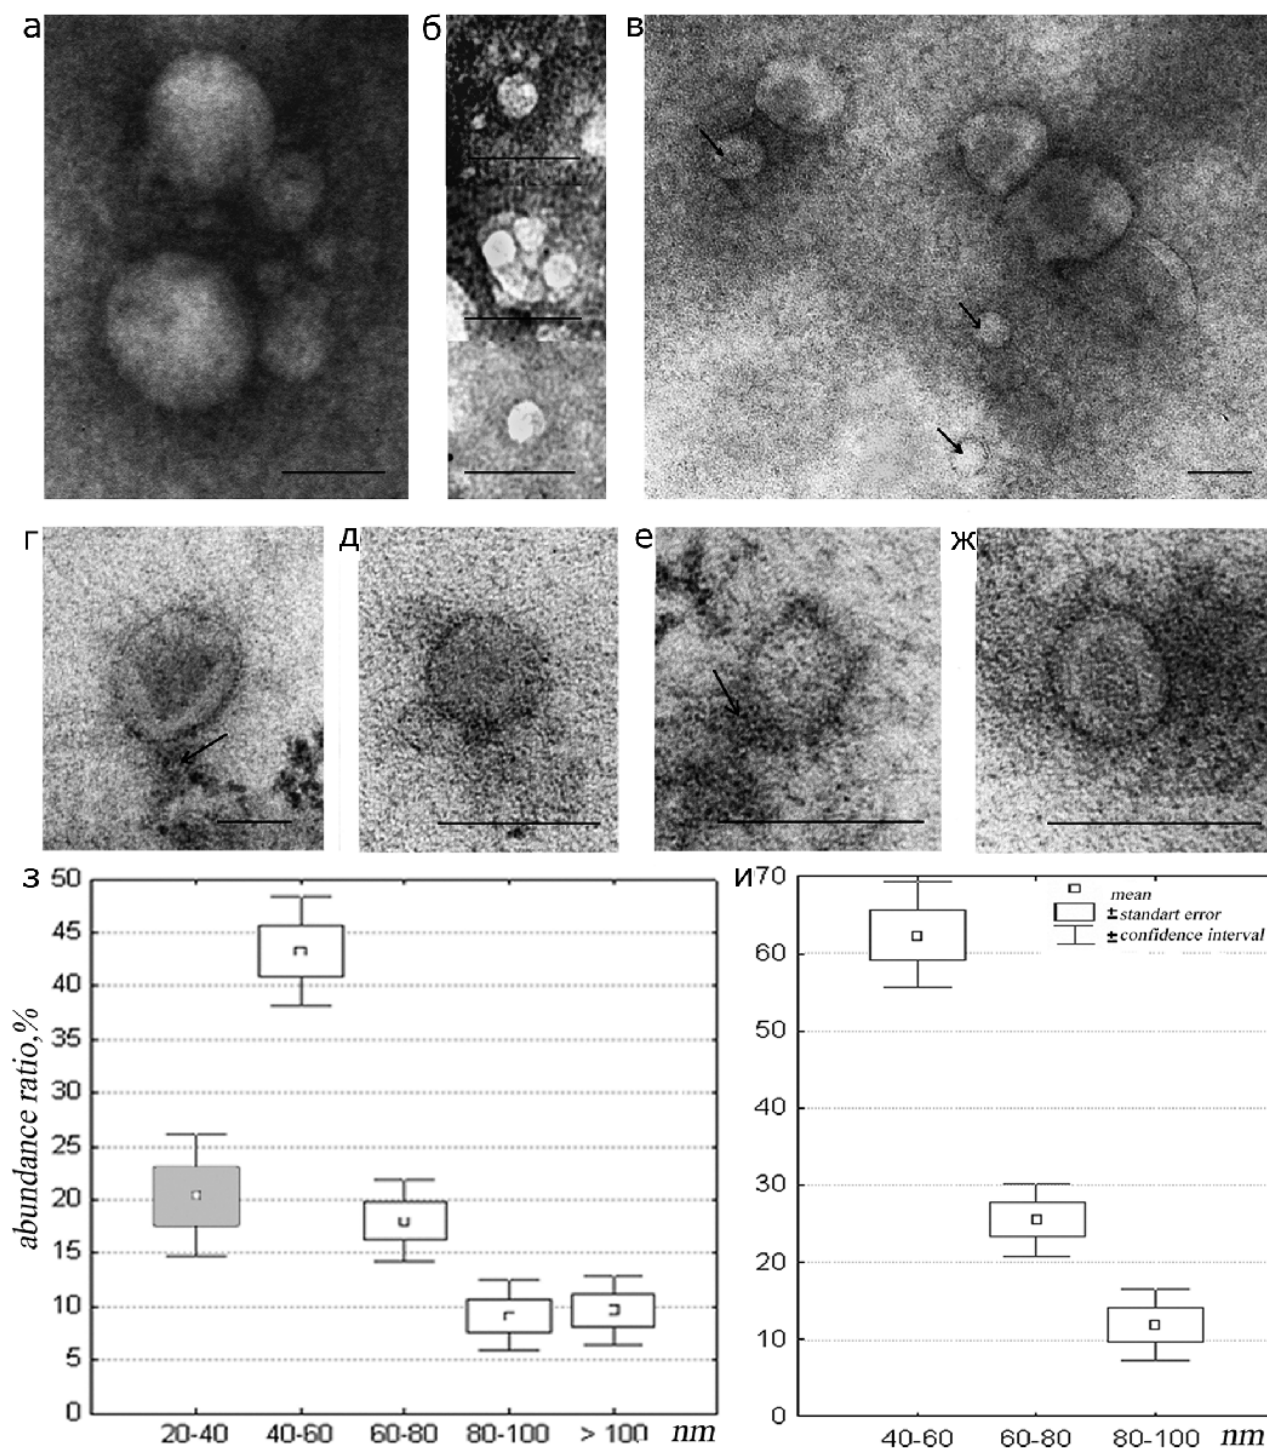 а б в
г д е ж
з
50
45
40
35
30
25
20
15
10
5
0
abundance ratio,%
20-40 40-60 60-80 80-100 > 100 nm
и
70
60
50
40
30
20
10
0
mean
± standart error
± confidence interval
40-60 60-80 80-100 nm